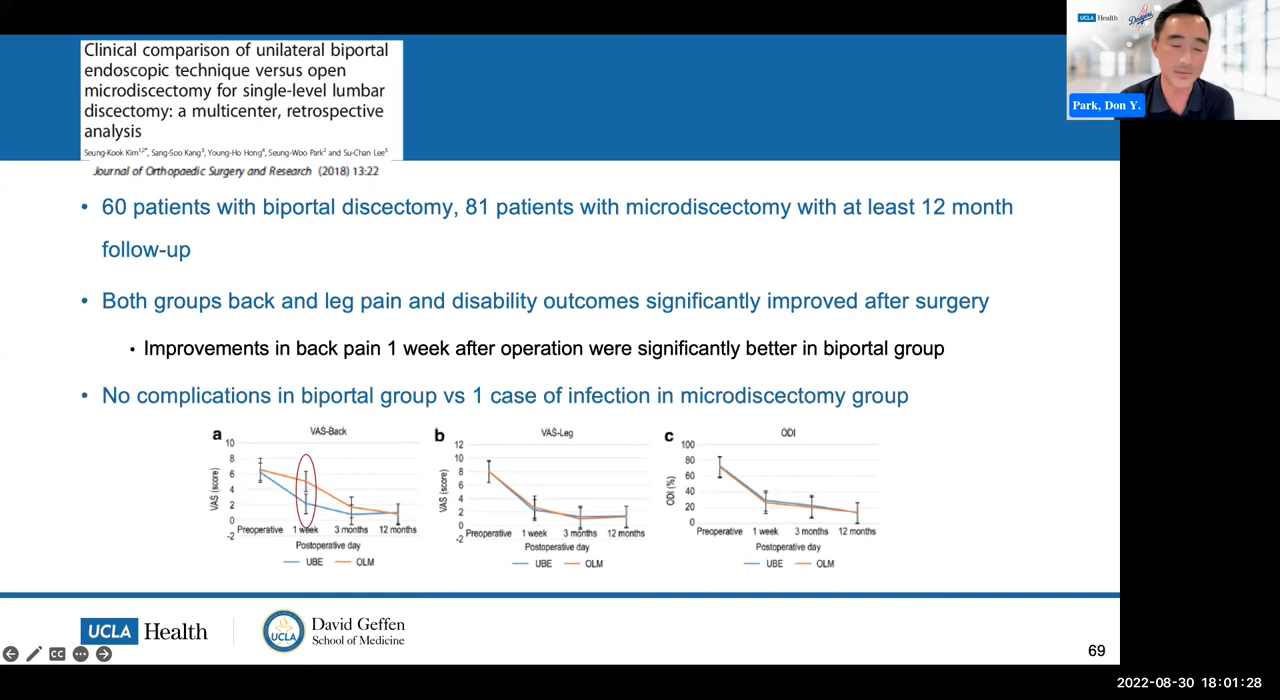 UCLA Health
Dodgers
Park, Don Y.
Clinical comparison of unilateral biportal
endoscopic technique versus open
microdiscectomy for single-level lumbar
discectomy: a multicenter, retrospective
analysis
Seung-Kook Kim1,2*, Sang-Soo Kang3, Young-Ho Hong4, Seung-Woo Park2 and Su-Chan Lee5
Journal of Orthopaedic Surgery and Research (2018) 13:22
• 60 patients with biportal discectomy, 81 patients with microdiscectomy with at least 12 month
follow-up
• Both groups back and leg pain and disability outcomes significantly improved after surgery
• Improvements in back pain 1 week after operation were significantly better in biportal group
• No complications in biportal group vs 1 case of infection in microdiscectomy group
a
VAS-Back
VAS (score)
10
8
6
4
2
0
-2
Preoperative 1 week 3 months 12 months
Postoperative day
UBE OLM
b
VAS-Leg
VAS (score)
12
10
8
6
4
2
0
-2
Preoperative 1 week 3 months 12 months
Postoperative day
UBE OLM
c
ODI
ODI (%)
100
80
60
40
20
0
Preoperative 1 week 3 months 12 months
Postoperative day
UBE OLM
UCLA Health
UCLA
David Geffen
School of Medicine
CC
69
2022-08-30 18:01:28